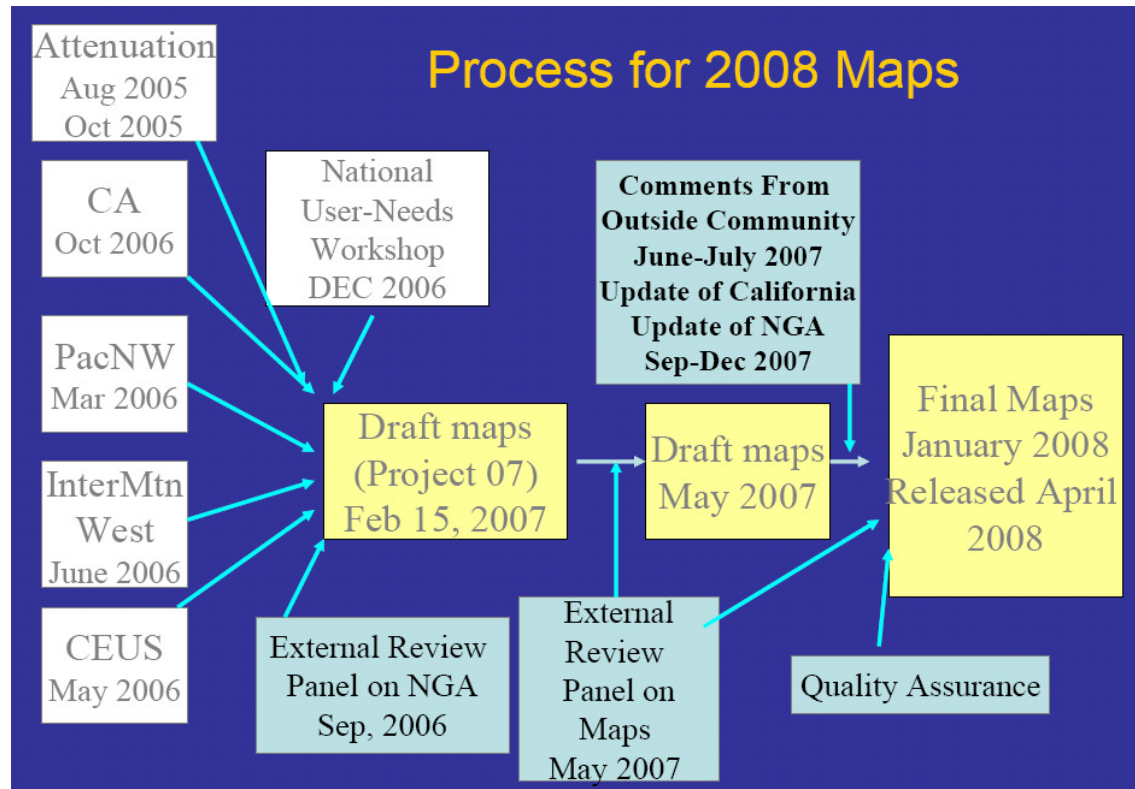 Process for 2008 Maps
Attenuation
Aug 2005
Oct 2005
CA
Oct 2006
PacNW
Mar 2006
InterMtn
West
June 2006
CEUS
May 2006
National
User-Needs
Workshop
DEC 2006
Draft maps
(Project 07)
Feb 15, 2007
External Review
Panel on NGA
Sep, 2006
Comments From
Outside Community
June-July 2007
Update of California
Update of NGA
Sep-Dec 2007
Draft maps
May 2007
External
Review
Panel on
Maps
May 2007
Final Maps
January 2008
Released April
2008
Quality Assurance